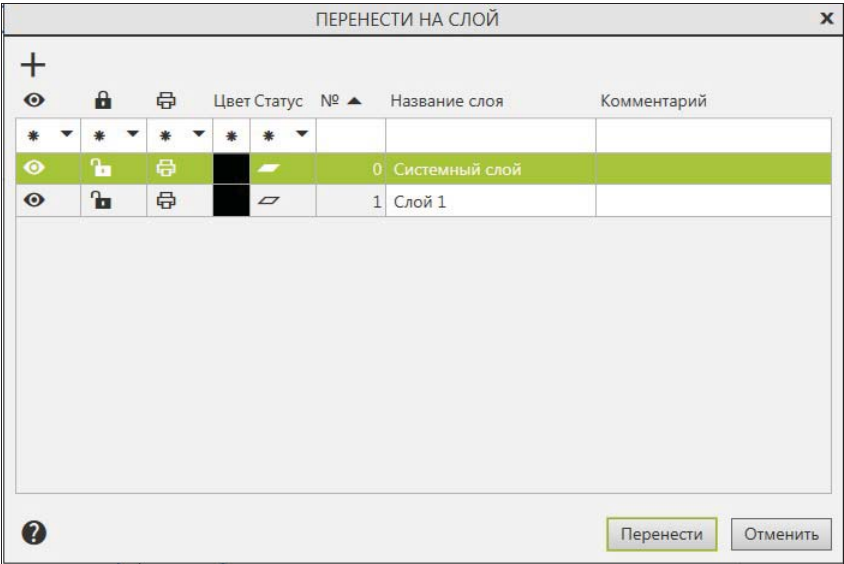 ПЕРЕНЕСТИ НА СЛОЙ
Цвет Статус № Название слоя Комментарий
0 Системный слой
1 Слой 1
Перенести Отменить